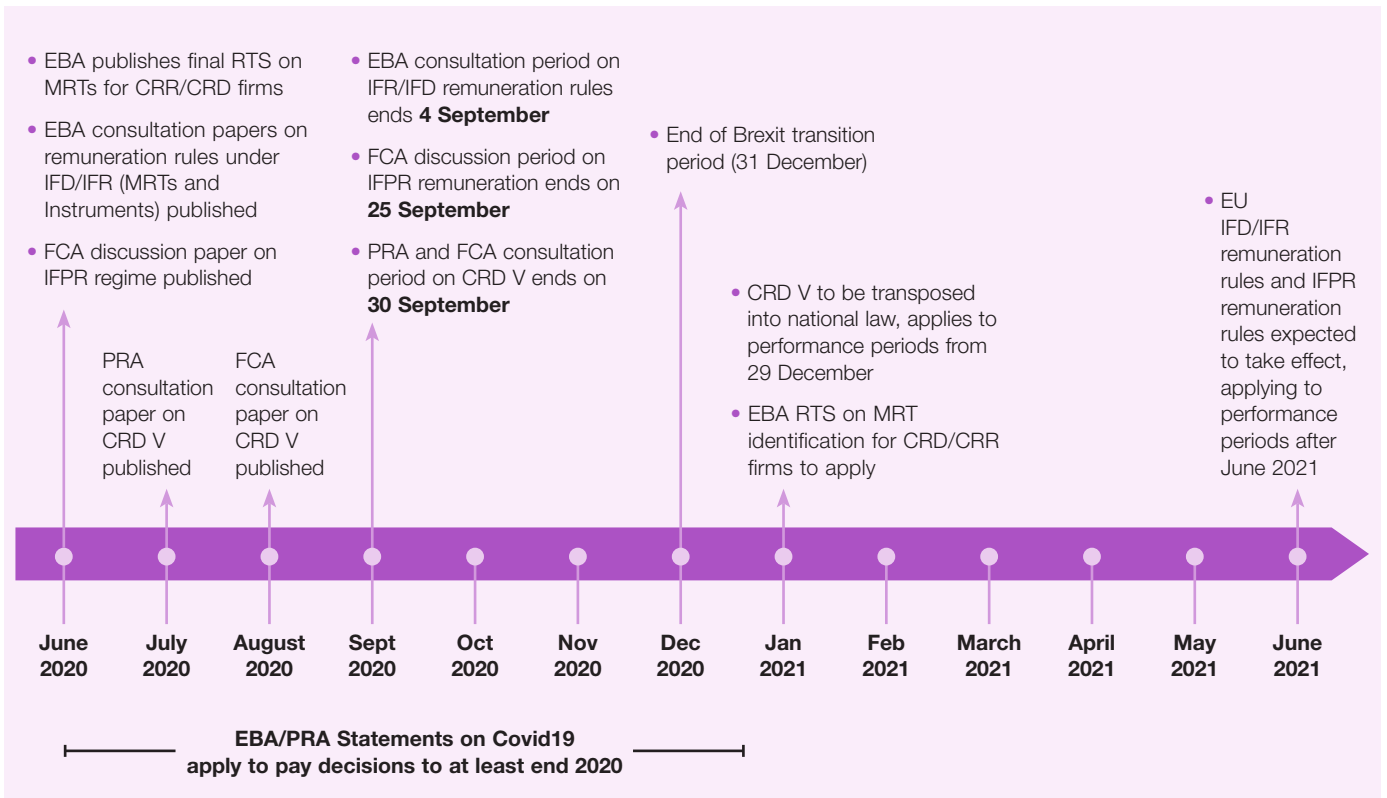 • EBA publishes final RTS on
MRTs for CRR/CRD firms
• EBA consultation papers on
remuneration rules under
IFD/IFR (MRTs and
Instruments) published
• FCA discussion paper on
IFPR regime published
PRA
consultation
paper on
CRD V
published
FCA
consultation
paper on
CRD V
published
• EBA consultation period on
IFR/IFD remuneration rules
ends 4 September
• FCA discussion period on
IFPR remuneration ends on
25 September
• PRA and FCA consultation
period on CRD V ends on
30 September
• End of Brexit transition
period (31 December)
• CRD V to be transposed
into national law, applies to
performance periods from
29 December
• EBA RTS on MRT
identification for CRD/CRR
firms to apply
• EU
IFD/IFR
remuneration
rules and IFPR
remuneration
rules expected
to take effect,
applying to
performance
periods after
June 2021
June
2020
July
2020
August
2020
Sept
2020
Oct
2020
Nov
2020
Dec
2020
Jan
2021
Feb
2021
March
2021
April
2021
May
2021
June
2021
EBA/PRA Statements on Covid19
apply to pay decisions to at least end 2020